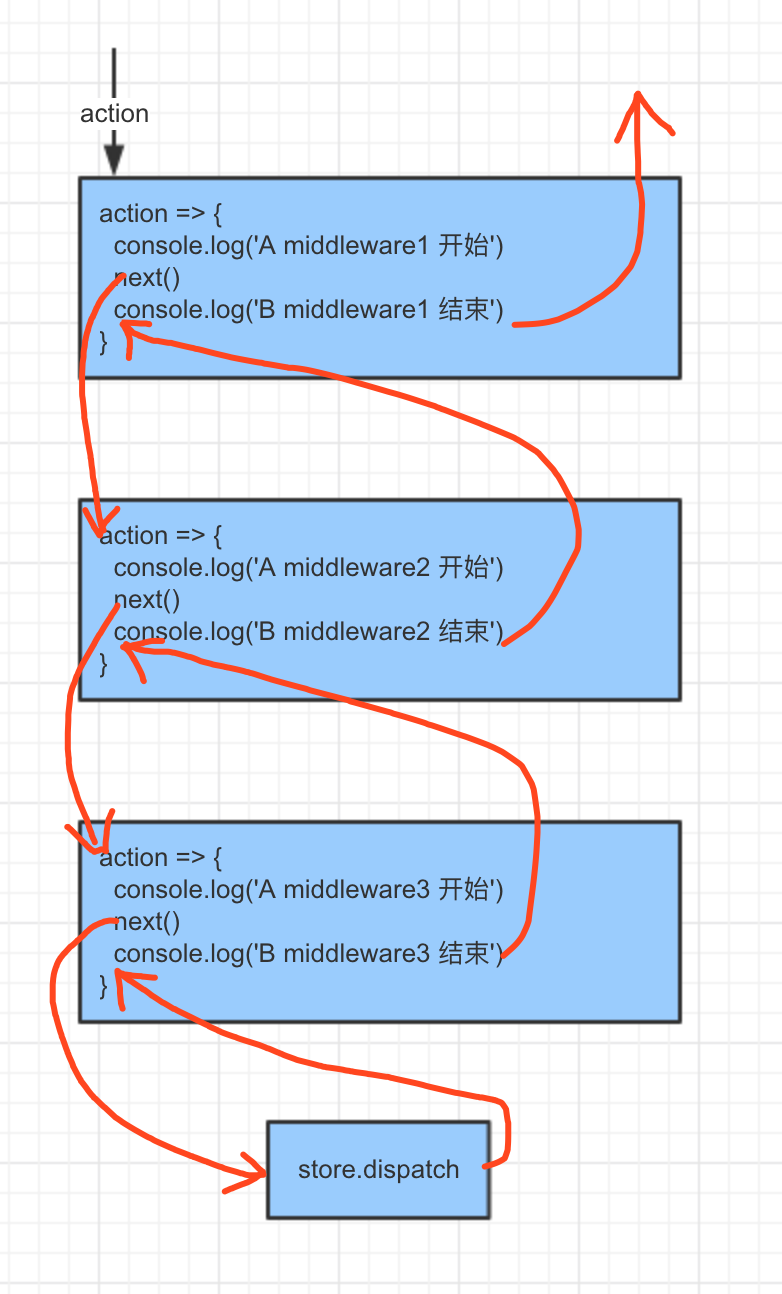 action
action => {
console.log('A middleware1 开始')
next()
console.log('B middleware1 结束')
}
action => {
console.log('A middleware2 开始')
next()
console.log('B middleware2 结束')
}
action => {
console.log('A middleware3 开始')
next()
console.log('B middleware3 结束')
}
store.dispatch